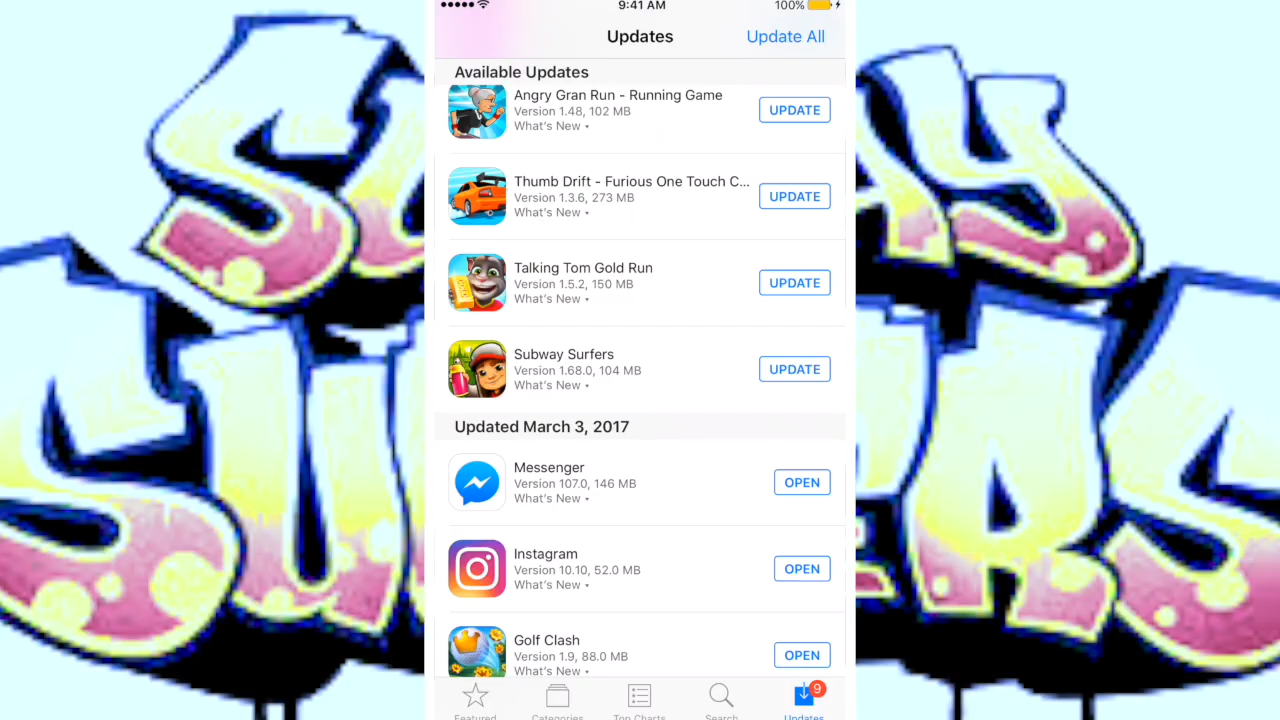 9:41 AM
100%
Updates
Update All
Available Updates
Angry Gran Run - Running Game
Version 1.48, 102 MB
What's New
UPDATE
Thumb Drift - Furious One Touch C...
Version 1.3.6, 273 MB
What's New
UPDATE
Talking Tom Gold Run
Version 1.5.2, 150 MB
What's New
UPDATE
Subway Surfers
Version 1.68.0, 104 MB
What's New
UPDATE
Updated March 3, 2017
Messenger
Version 107.0, 146 MB
What's New
OPEN
Instagram
Version 10.10, 52.0 MB
What's New
OPEN
Golf Clash
Version 1.9, 88.0 MB
What's New
OPEN
9
Featured
Categories
Top Charts
Search
Updates